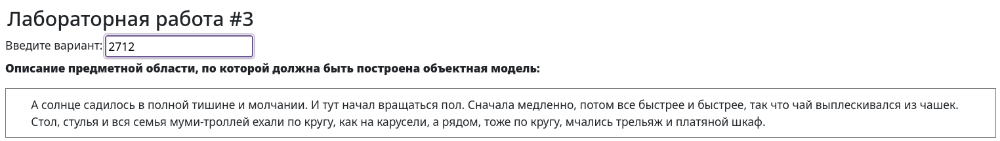 Лабораторная работа #3
Введите вариант: 2712
Описание предметной области, по которой должна быть построена объектная модель:
А солнце садилось в полной тишине и молчании. И тут начал вращаться пол. Сначала медленно, потом все быстрее и быстрее, так что чай выплескивался из чашек.
Стол, стулья и вся семья муми-троллей ехали по кругу, как на карусели, а рядом, тоже по кругу, мчались трельяж и платяной шкаф.